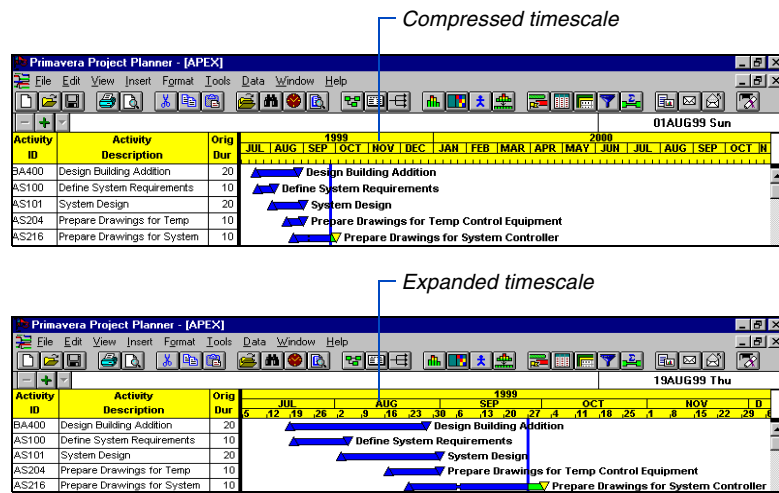 Compressed timescale
Primavera Project Planner - [APEX]
File Edit View Insert Format Tools Data Window Help
01AUG99 Sun
Activity ID Activity Description Orig Dur
1999 2000
JUL AUG SEP OCT NOV DEC JAN FEB MAR APR MAY JUN JUL AUG SEP OCT N
BA400 Design Building Addition 20 Design Building Addition
AS100 Define System Requirements 10 Define System Requirements
AS101 System Design 20 System Design
AS204 Prepare Drawings for Temp 10 Prepare Drawings for Temp Control Equipment
AS216 Prepare Drawings for System 10 Prepare Drawings for System Controller
Expanded timescale
Primavera Project Planner - [APEX]
File Edit View Insert Format Tools Data Window Help
19AUG99 Thu
Activity ID Activity Description Orig Dur
1999
JUL AUG SEP OCT NOV D
5 12 19 26 2 9 16 23 30 6 13 20 27 4 11 18 25 1 8 15 22 29
BA400 Design Building Addition 20 Design Building Addition
AS100 Define System Requirements 10 Define System Requirements
AS101 System Design 20 System Design
AS204 Prepare Drawings for Temp 10 Prepare Drawings for Temp Control Equipment
AS216 Prepare Drawings for System 10 Prepare Drawings for System Controller